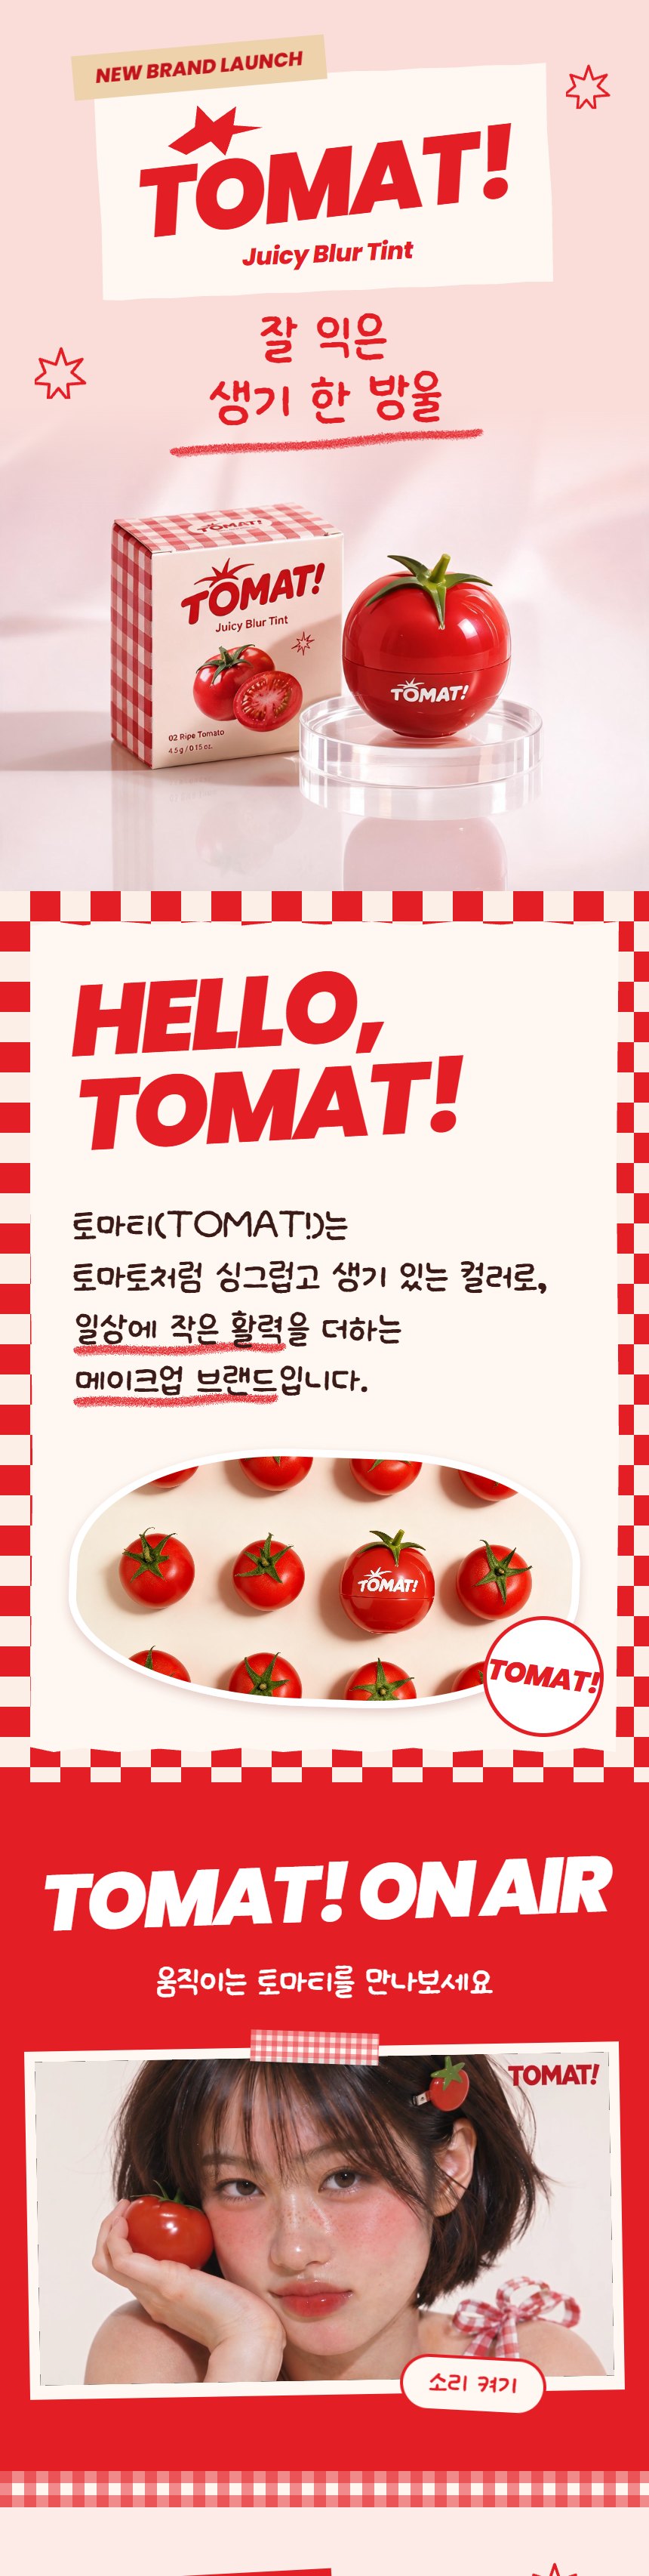 NEW BRAND LAUNCH
TOMAT!
Juicy Blur Tint
잘 익은
생기 한 방울
TOMAT!
TOMAT!
Juicy Blur Tint
02 Ripe Tomato
4.5 g / 0.15 oz.
TOMAT!
HELLO,
TOMAT!
토마티(TOMAT!)는
토마토처럼 싱그럽고 생기 있는 컬러로,
일상에 작은 활력을 더하는
메이크업 브랜드입니다.
TOMAT!
TOMAT!
TOMAT! ON AIR
움직이는 토마티를 만나보세요
TOMAT!
소리 켜기